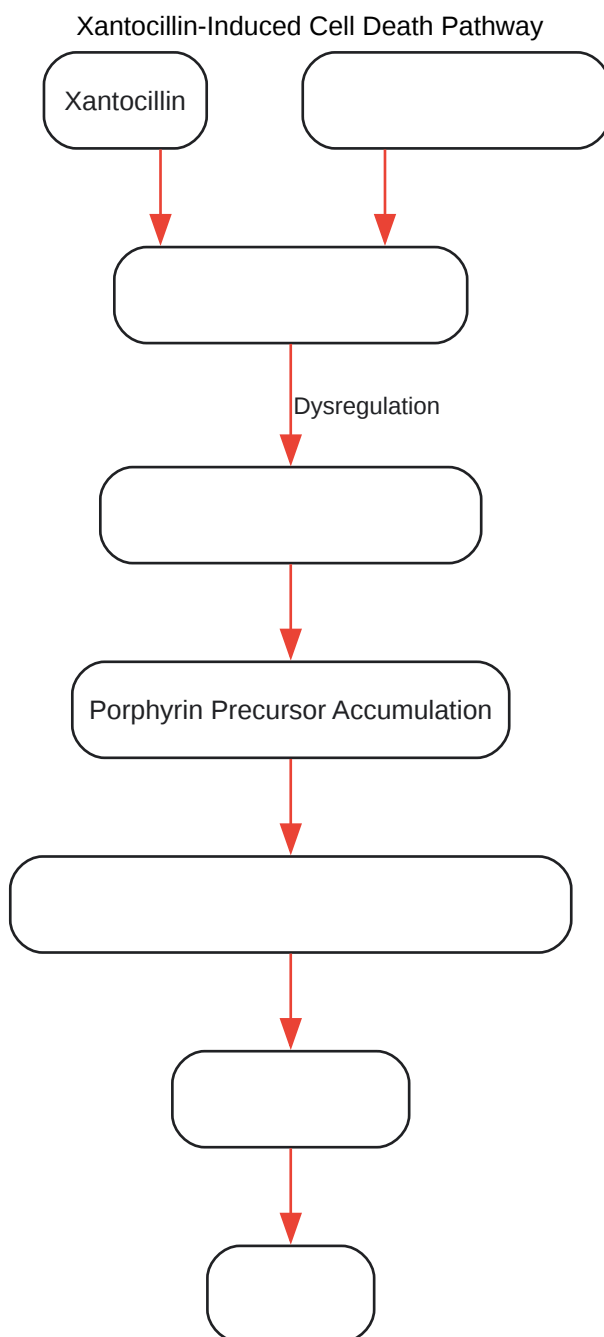 Xantocillin-Induced Cell Death Pathway
Xantocillin
Dysregulation
Porphyrin Precursor Accumulation